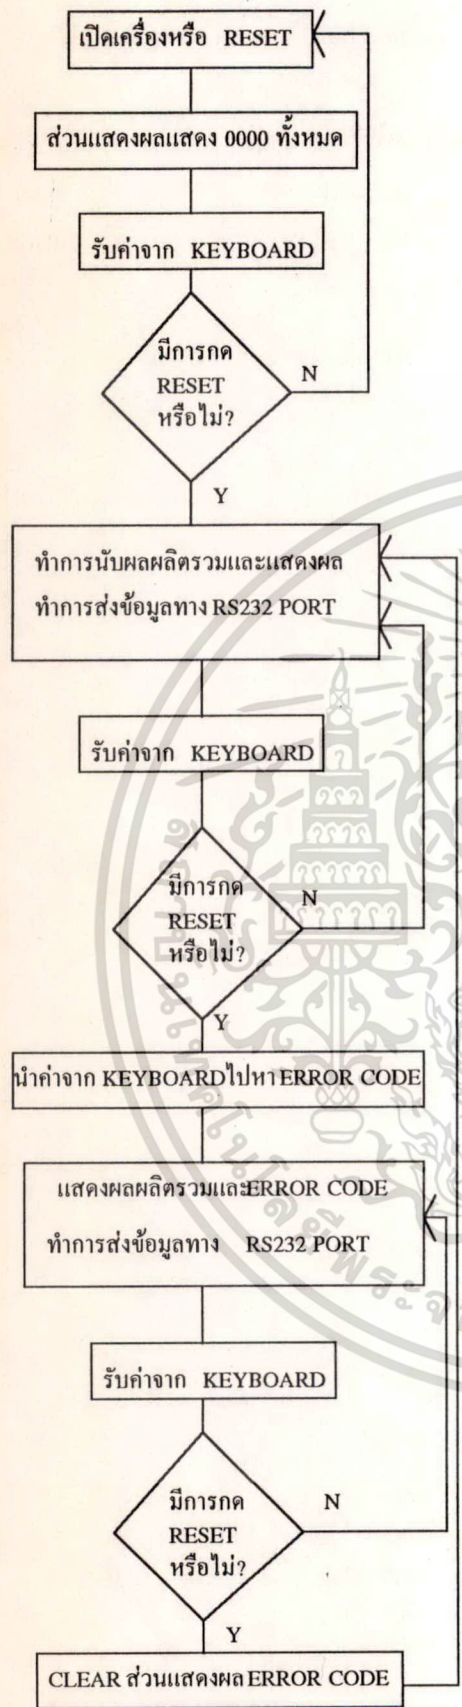 เปิดเครื่องหรือ RESET
ส่วนแสดงผลแสดง 0000 ทั้งหมด
รับค่าจาก KEYBOARD
มีการกด
RESET
หรือไม่?
N
Y
ทำการนับผลผลิตรวมและแสดงผล
ทำการส่งข้อมูลทาง RS232 PORT
รับค่าจาก KEYBOARD
มีการกด
RESET
หรือไม่?
N
Y
นำค่าจาก KEYBOARDไปหา ERROR CODE
แสดงผลผลิตรวมและERROR CODE
ทำการส่งข้อมูลทาง RS232 PORT
รับค่าจาก KEYBOARD
มีการกด
RESET
หรือไม่?
N
Y
CLEAR ส่วนแสดงผล ERROR CODE